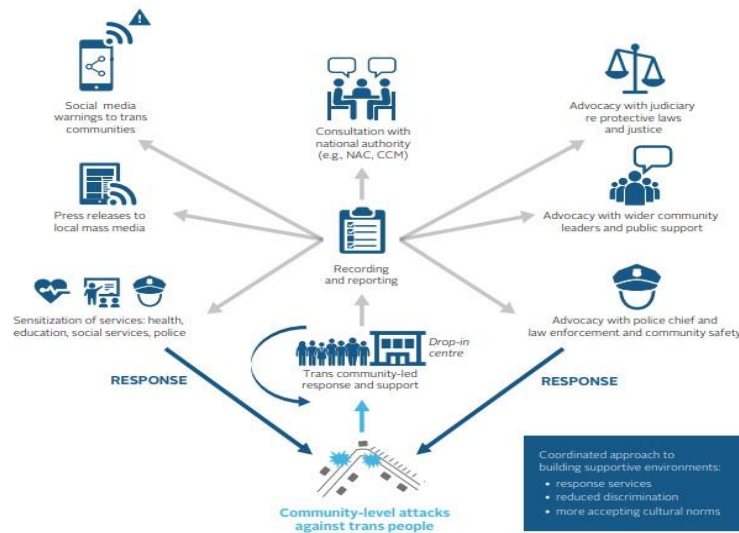 Social media
warnings to trans
communities
Consultation with
national authority
(e.g., NAC, CCM)
Advocacy with judiciary
re protective laws
and justice
Press releases to
local mass media
Advocacy with wider community
leaders and public support
Recording
and reporting
Sensitization of services: health,
education, social services, police
Advocacy with police chief and
law enforcement and community safety
Drop-in
centre
Trans community-led
response and support
RESPONSE
RESPONSE
Community-level attacks
against trans people
Coordinated approach to
building supportive environments:
• response services
• reduced discrimination
• more accepting cultural norms